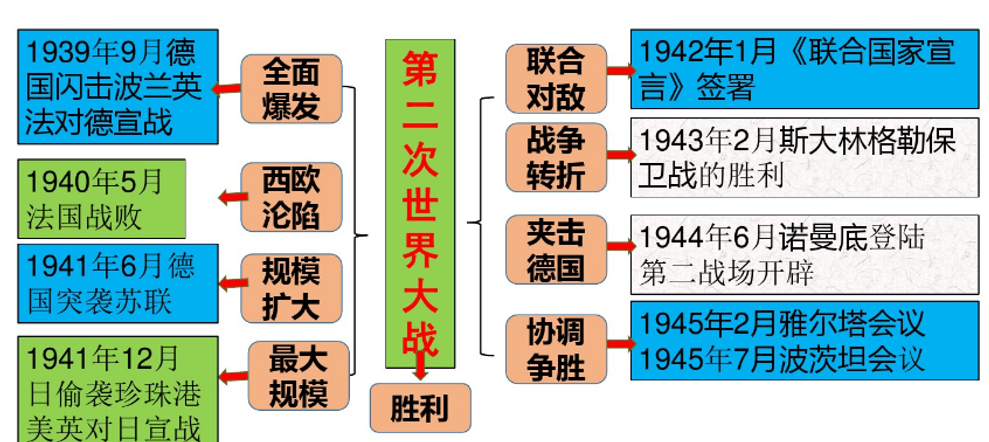 1939年9月德
国闪击波兰英
法对德宣战
全面
爆发
1940年5月
法国战败
西欧
沦陷
1941年6月德
国突袭苏联
规模
扩大
1941年12月
日偷袭珍珠港
美英对日宣战
最大
规模
第二次世界大战
胜利
联合
对敌
1942年1月《联合国家宣
言》签署
战争
转折
1943年2月斯大林格勒保
卫战的胜利
夹击
德国
1944年6月诺曼底登陆
第二战场开辟
协调
争胜
1945年2月雅尔塔会议
1945年7月波茨坦会议